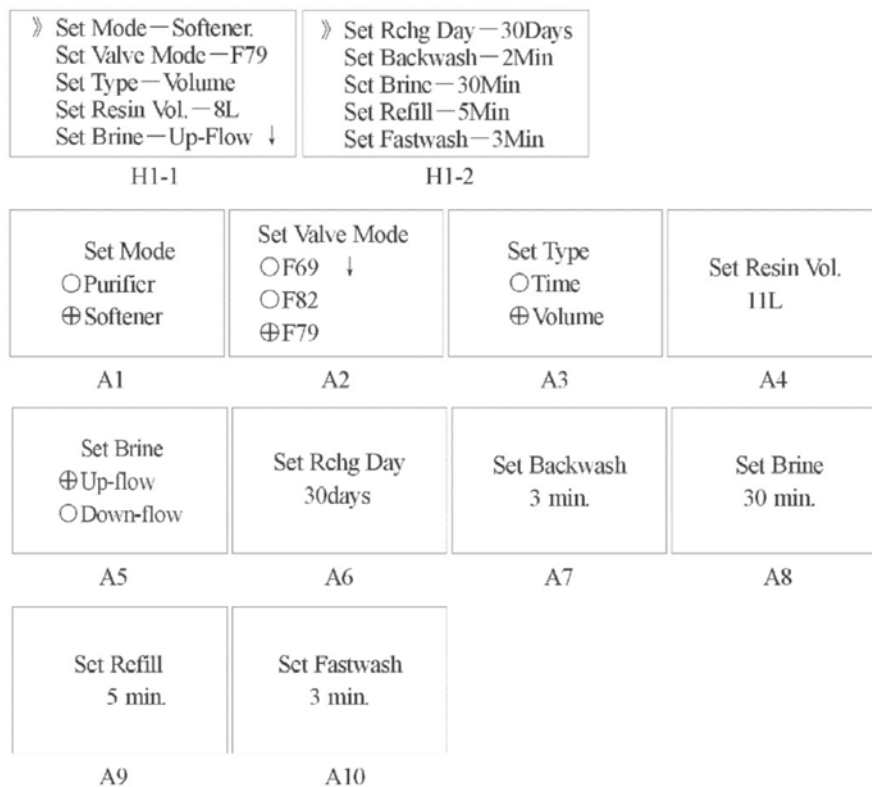 》 Set Mode—Softener.
Set Valve Mode—F79
Set Type—Volume
Set Resin Vol.—8L
Set Brine—Up-Flow ↓
H1-1
》 Set Rchg Day—30Days
Set Backwash—2Min
Set Brine—30Min
Set Refill—5Min
Set Fastwash—3Min
H1-2
Set Mode
○Purifier
⊕Softener
A1
Set Valve Mode
○F69 ↓
○F82
⊕F79
A2
Set Type
○Time
⊕Volume
A3
Set Resin Vol.
11L
A4
Set Brine
⊕Up-flow
○Down-flow
A5
Set Rchg Day
30days
A6
Set Backwash
3 min.
A7
Set Brine
30 min.
A8
Set Refill
5 min.
A9
Set Fastwash
3 min.
A10